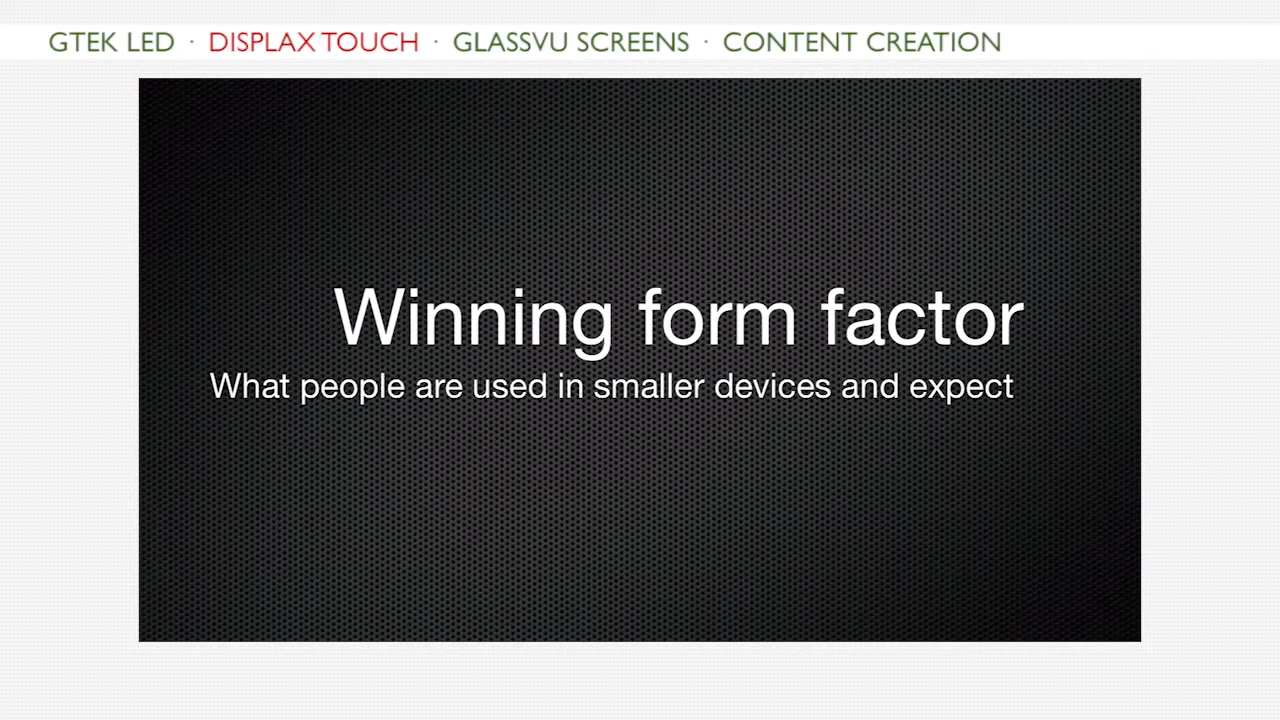 GTEK LED · DISPLAX TOUCH · GLASSVU SCREENS · CONTENT CREATION
Winning form factor
What people are used in smaller devices and expect